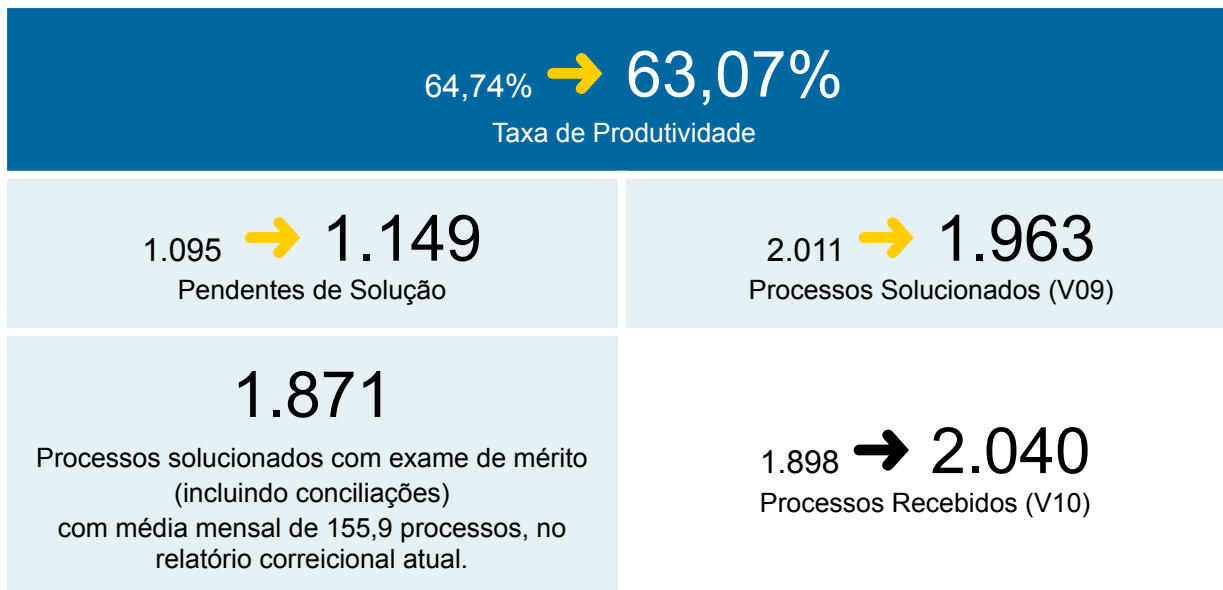 64,74% ➜ 63,07%
Taxa de Produtividade
1.095 ➜ 1.149
Pendentes de Solução
2.011 ➜ 1.963
Processos Solucionados (V09)
1.871
Processos solucionados com exame de mérito
(incluindo conciliações)
com média mensal de 155,9 processos, no
relatório correicional atual.
1.898 ➜ 2.040
Processos Recebidos (V10)